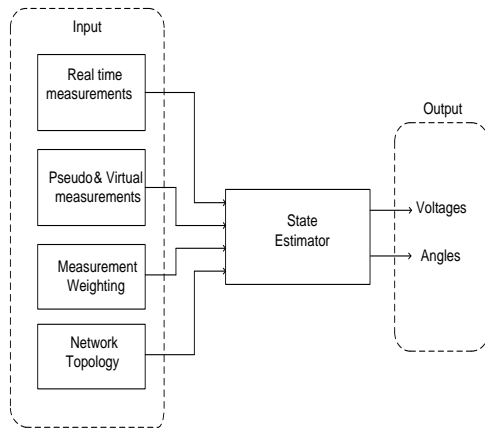 Input
Real time
measurements
Pseudo& Virtual
measurements
Measurement
Weighting
Network
Topology
State
Estimator
Output
Voltages
Angles